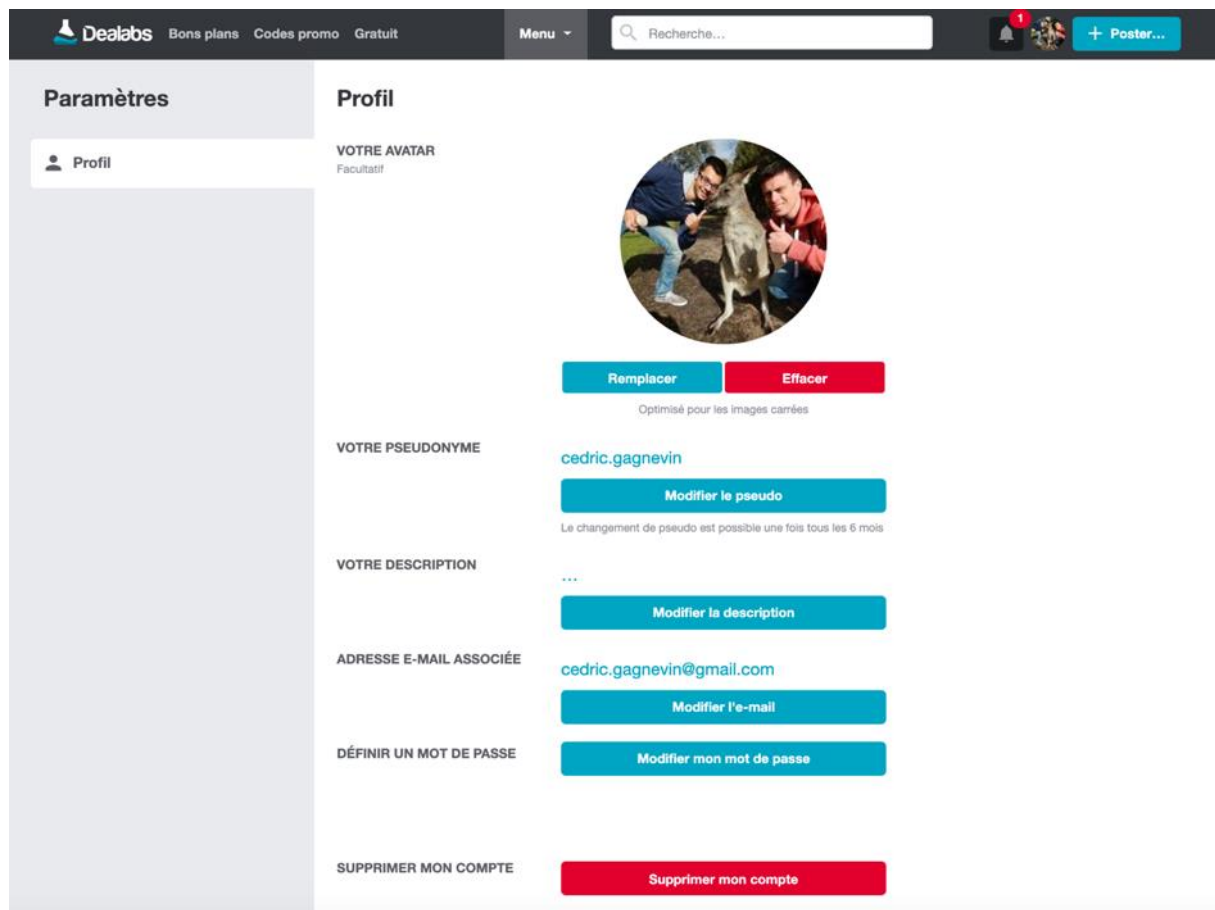 Dealabs Bons plans Codes promo Gratuit Menu Recherche... 1 + Poster...
Paramètres
Profil
Profil
VOTRE AVATAR
Facultatif
Remplacer Effacer
Optimisé pour les images carrées
VOTRE PSEUDONYME
cedric.gagnevin
Modifier le pseudo
Le changement de pseudo est possible une fois tous les 6 mois
VOTRE DESCRIPTION
...
Modifier la description
ADRESSE E-MAIL ASSOCIÉE
cedric.gagnevin@gmail.com
Modifier l'e-mail
DÉFINIR UN MOT DE PASSE
Modifier mon mot de passe
SUPPRIMER MON COMPTE
Supprimer mon compte